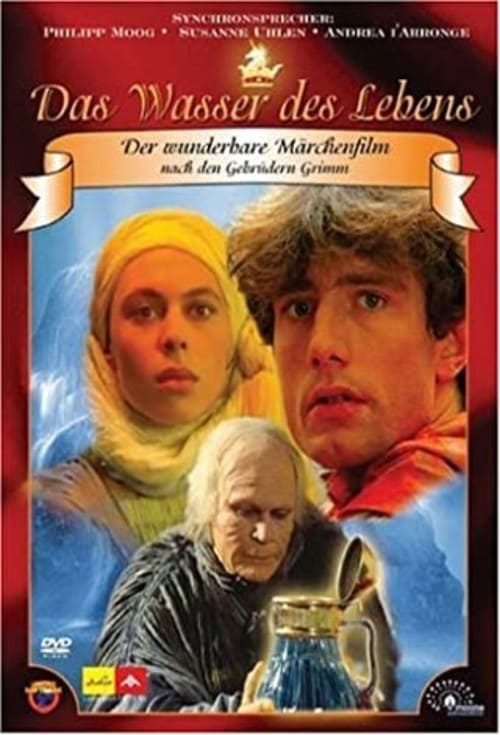 SYNCHRONSPRECHER:
PHILIPP MOOG • SUSANNE UHLEN • ANDREA L'ARRONGE
Das Wasser des Lebens
Der wunderbare Märchenfilm
nach den Gebrüdern Grimm
DVD
VIDEO